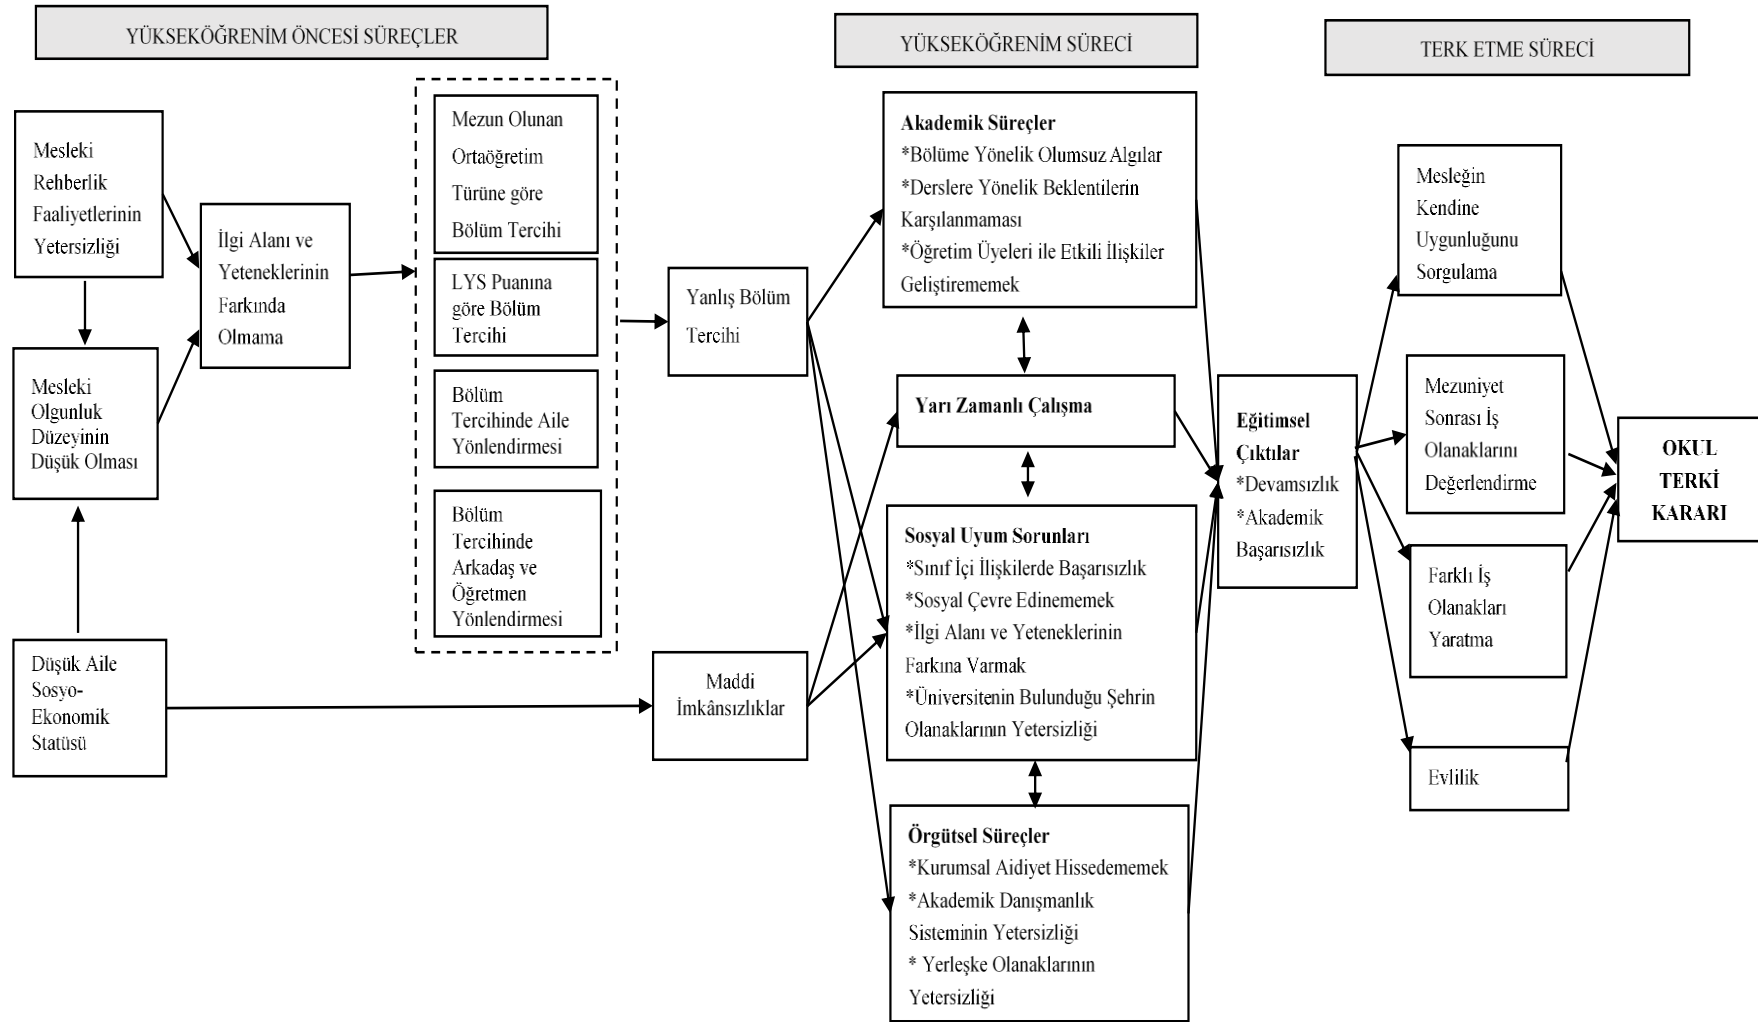 YÜKSEKÖĞRENİM ÖNCESİ SÜREÇLER
YÜKSEKÖĞRENİM SÜRECİ
TERK ETME SÜRECİ
Mesleki
Rehberlik
Faaliyetlerinin
Yetersizliği
Mesleki
Olgunluk
Düzeyinin
Düşük Olması
Düşük Aile
Sosyo-
Ekonomik
Statüsü
İlgi Alanı ve
Yeteneklerinin
Farkında
Olmama
Mezun Olunan
Ortaöğretim
Türüne göre
Bölüm Tercihi
LYS Puanına
göre Bölüm
Tercihi
Bölüm
Tercihinde Aile
Yönlendirmesi
Bölüm
Tercihinde
Arkadaş ve
Öğretmen
Yönlendirmesi
Yanlış Bölüm
Tercihi
Maddi
İmkânsızlıklar
Akademik Süreçler
*Bölüme Yönelik Olumsuz Algılar
*Derslere Yönelik Beklentilerin
Karşılanmaması
*Öğretim Üyeleri ile Etkili İlişkiler
Geliştirememek
Yarı Zamanlı Çalışma
Sosyal Uyum Sorunları
*Sınıf İçi İlişkilerde Başarısızlık
*Sosyal Çevre Edinememek
*İlgi Alanı ve Yeteneklerinin
Farkına Varmak
*Üniversitenin Bulunduğu Şehrin
Olanaklarının Yetersizliği
Örgütsel Süreçler
*Kurumsal Aidiyet Hissedememek
*Akademik Danışmanlık
Sisteminin Yetersizliği
* Yerleşke Olanaklarının
Yetersizliği
Eğitimsel
Çıktılar
*Devamsızlık
*Akademik
Başarısızlık
Mesleğin
Kendine
Uygunluğunu
Sorgulama
Mezuniyet
Sonrası İş
Olanaklarını
Değerlendirme
Farklı İş
Olanakları
Yaratma
Evlilik
OKUL
TERKİ
KARARI